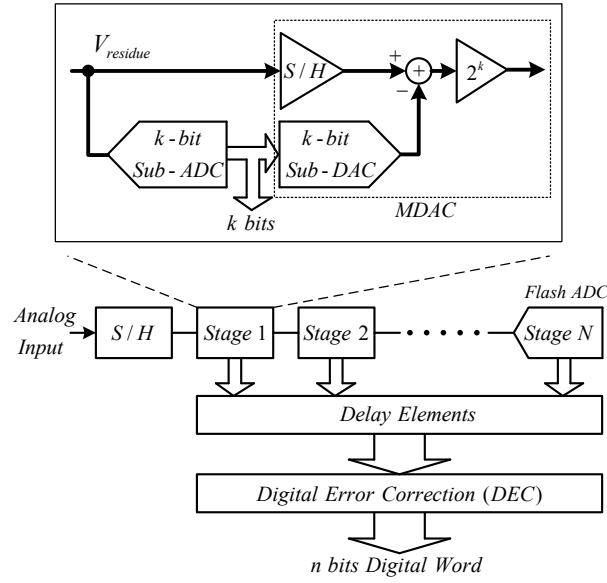 V_residue
S / H
+
+
−
2^k
k - bit
Sub - ADC
k - bit
Sub - DAC
MDAC
k bits
Flash ADC
Analog
Input
S / H
Stage 1
Stage 2
Stage N
Delay Elements
Digital Error Correction (DEC)
n bits Digital Word